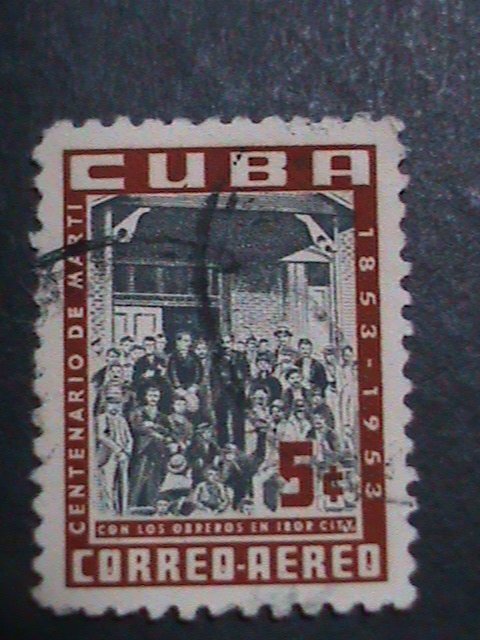 CUBA
CENTENARIO DE MARTI
1853-1953
5¢
CON LOS OBREROS EN IBOR CITY
CORREO-AEREO